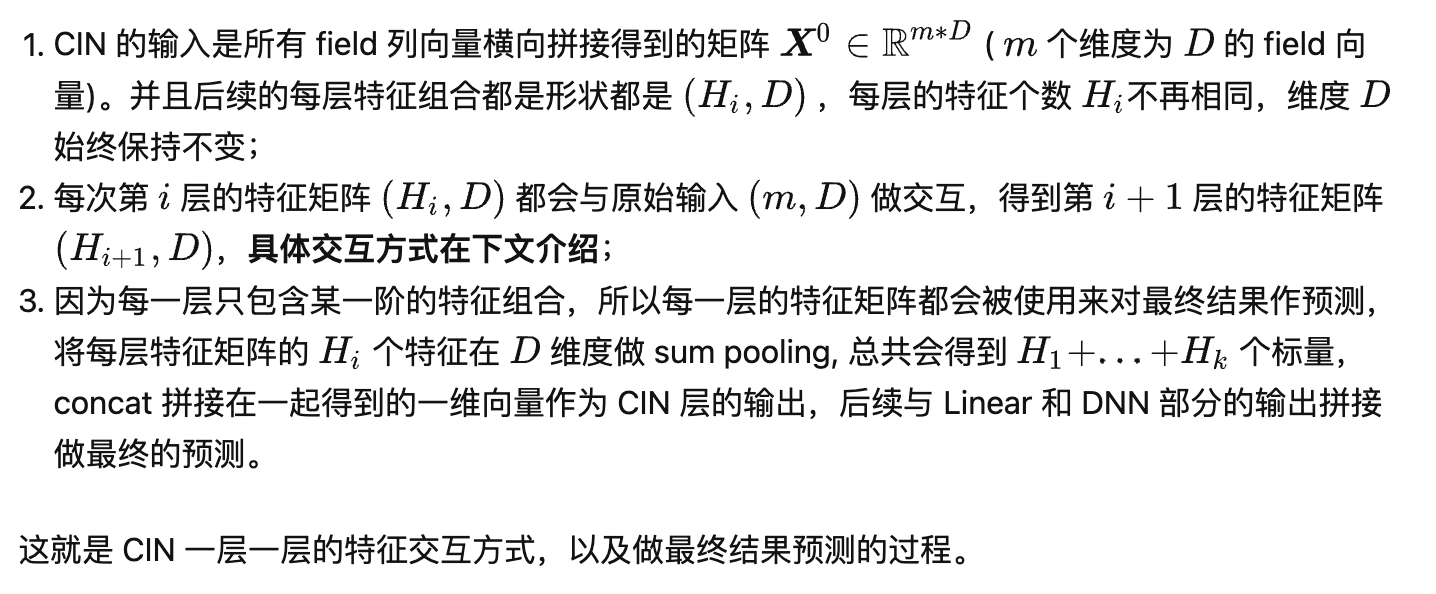 1. CIN 的输入是所有 field 列向量横向拼接得到的矩阵 $\boldsymbol{X}^0 \in \mathbb{R}^{m*D}$ ( $m$ 个维度为 $D$ 的 field 向
量)。并且后续的每层特征组合都是形状都是 $(H_i, D)$ ，每层的特征个数 $H_i$不再相同，维度 $D$
始终保持不变；
2. 每次第 $i$ 层的特征矩阵 $(H_i, D)$ 都会与原始输入 $(m, D)$ 做交互，得到第 $i+1$ 层的特征矩阵
$(H_{i+1}, D)$，具体交互方式在下文介绍；
3. 因为每一层只包含某一阶的特征组合，所以每一层的特征矩阵都会被使用来对最终结果作预测，
将每层特征矩阵的 $H_i$ 个特征在 $D$ 维度做 sum pooling, 总共会得到 $H_1+\ldots+H_k$ 个标量，
concat 拼接在一起得到的一维向量作为 CIN 层的输出，后续与 Linear 和 DNN 部分的输出拼接
做最终的预测。
这就是 CIN 一层一层的特征交互方式，以及做最终结果预测的过程。